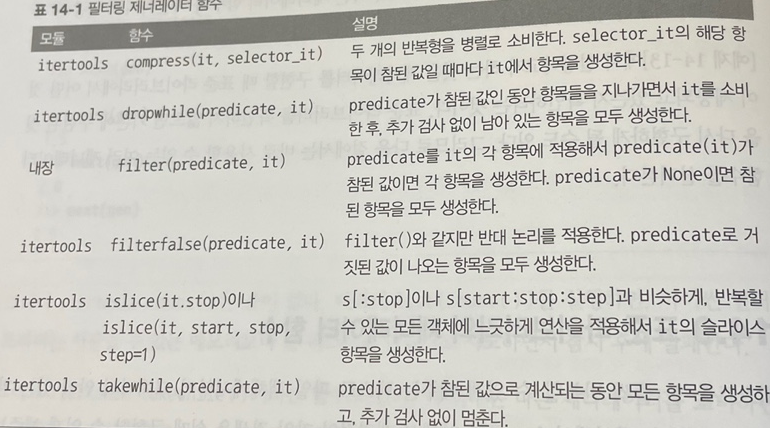 표 14-1 필터링 제너레이터 함수
모듈 함수 설명
itertools compress(it, selector_it) 두 개의 반복형을 병렬로 소비한다. selector_it의 해당 항
목이 참된 값일 때마다 it에서 항목을 생성한다.
itertools dropwhile(predicate, it) predicate가 참된 값인 동안 항목들을 지나가면서 it를 소비
한 후, 추가 검사 없이 남아 있는 항목을 모두 생성한다.
내장 filter(predicate, it) predicate를 it의 각 항목에 적용해서 predicate(it)가
참된 값이면 각 항목을 생성한다. predicate가 None이면 참
된 항목을 모두 생성한다.
itertools filterfalse(predicate, it) filter()와 같지만 반대 논리를 적용한다. predicate로 거
짓된 값이 나오는 항목을 모두 생성한다.
itertools islice(it.stop)이나 s[:stop]이나 s[start:stop:step]과 비슷하게, 반복할
islice(it, start, stop, 수 있는 모든 객체에 느긋하게 연산을 적용해서 it의 슬라이스
step=1) 항목을 생성한다.
itertools takewhile(predicate, it) predicate가 참된 값으로 계산되는 동안 모든 항목을 생성하
고, 추가 검사 없이 멈춘다.